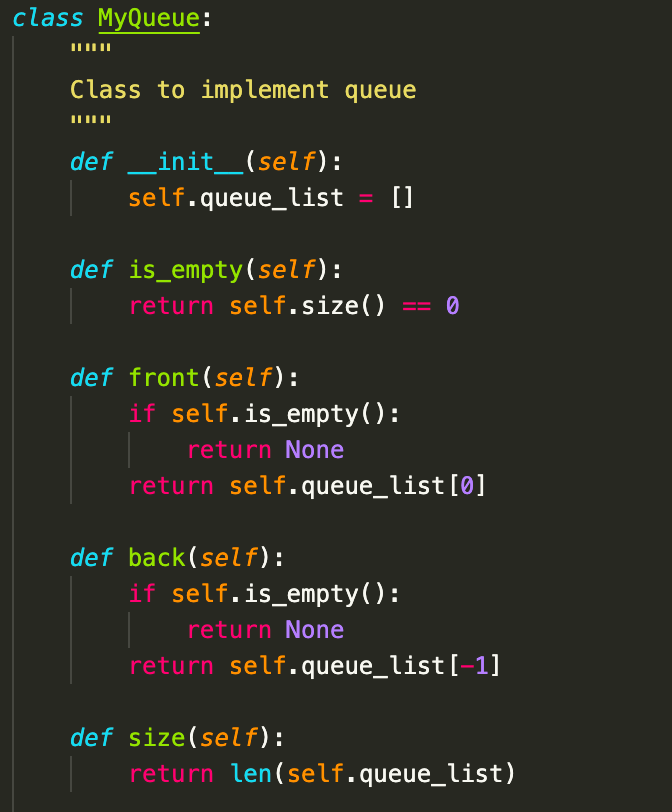 class MyQueue:
    """
    Class to implement queue
    """
    def __init__(self):
        self.queue_list = []

    def is_empty(self):
        return self.size() == 0

    def front(self):
        if self.is_empty():
            return None
        return self.queue_list[0]

    def back(self):
        if self.is_empty():
            return None
        return self.queue_list[-1]

    def size(self):
        return len(self.queue_list)